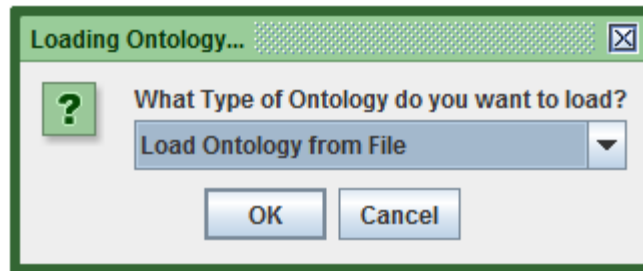 Loading Ontology...
?
What Type of Ontology do you want to load?
Load Ontology from File
OK Cancel